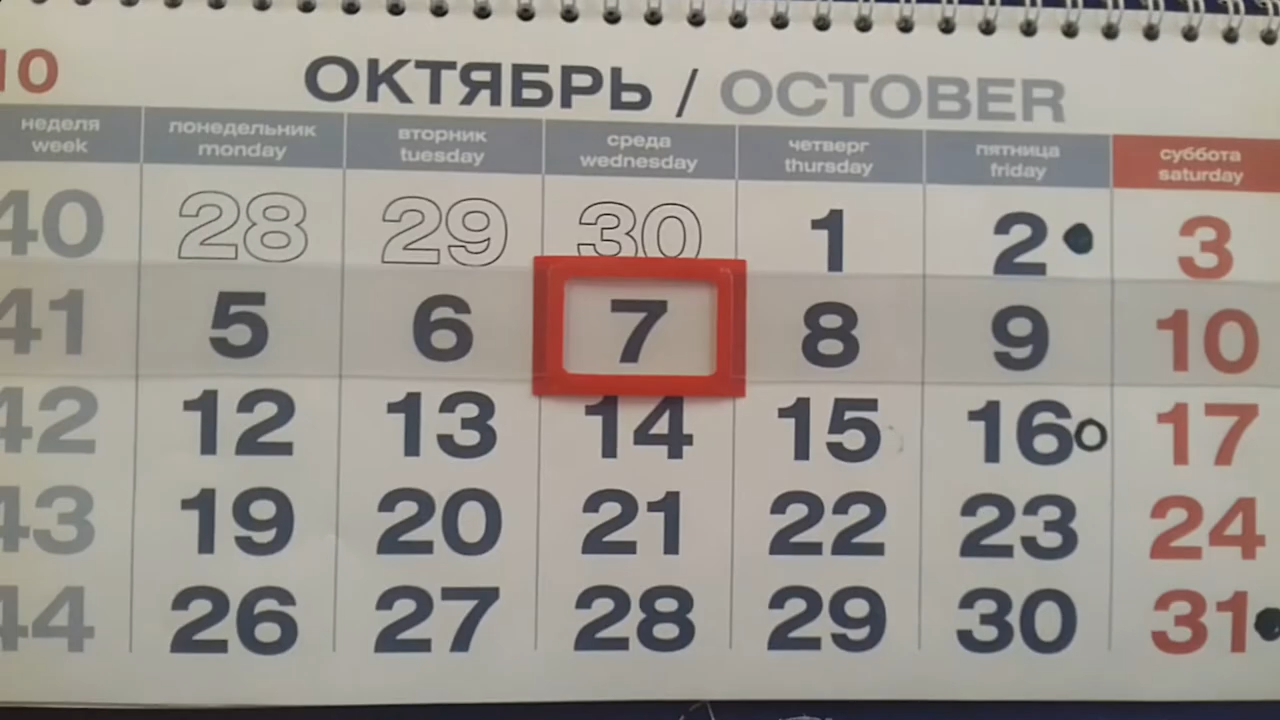 10
ОКТЯБРЬ / OCTOBER
неделя понедельник вторник среда четверг пятница суббота
week monday tuesday wednesday thursday friday saturday
40 28 29 30 1 2 3
41 5 6 7 8 9 10
42 12 13 14 15 16 17
43 19 20 21 22 23 24
44 26 27 28 29 30 31